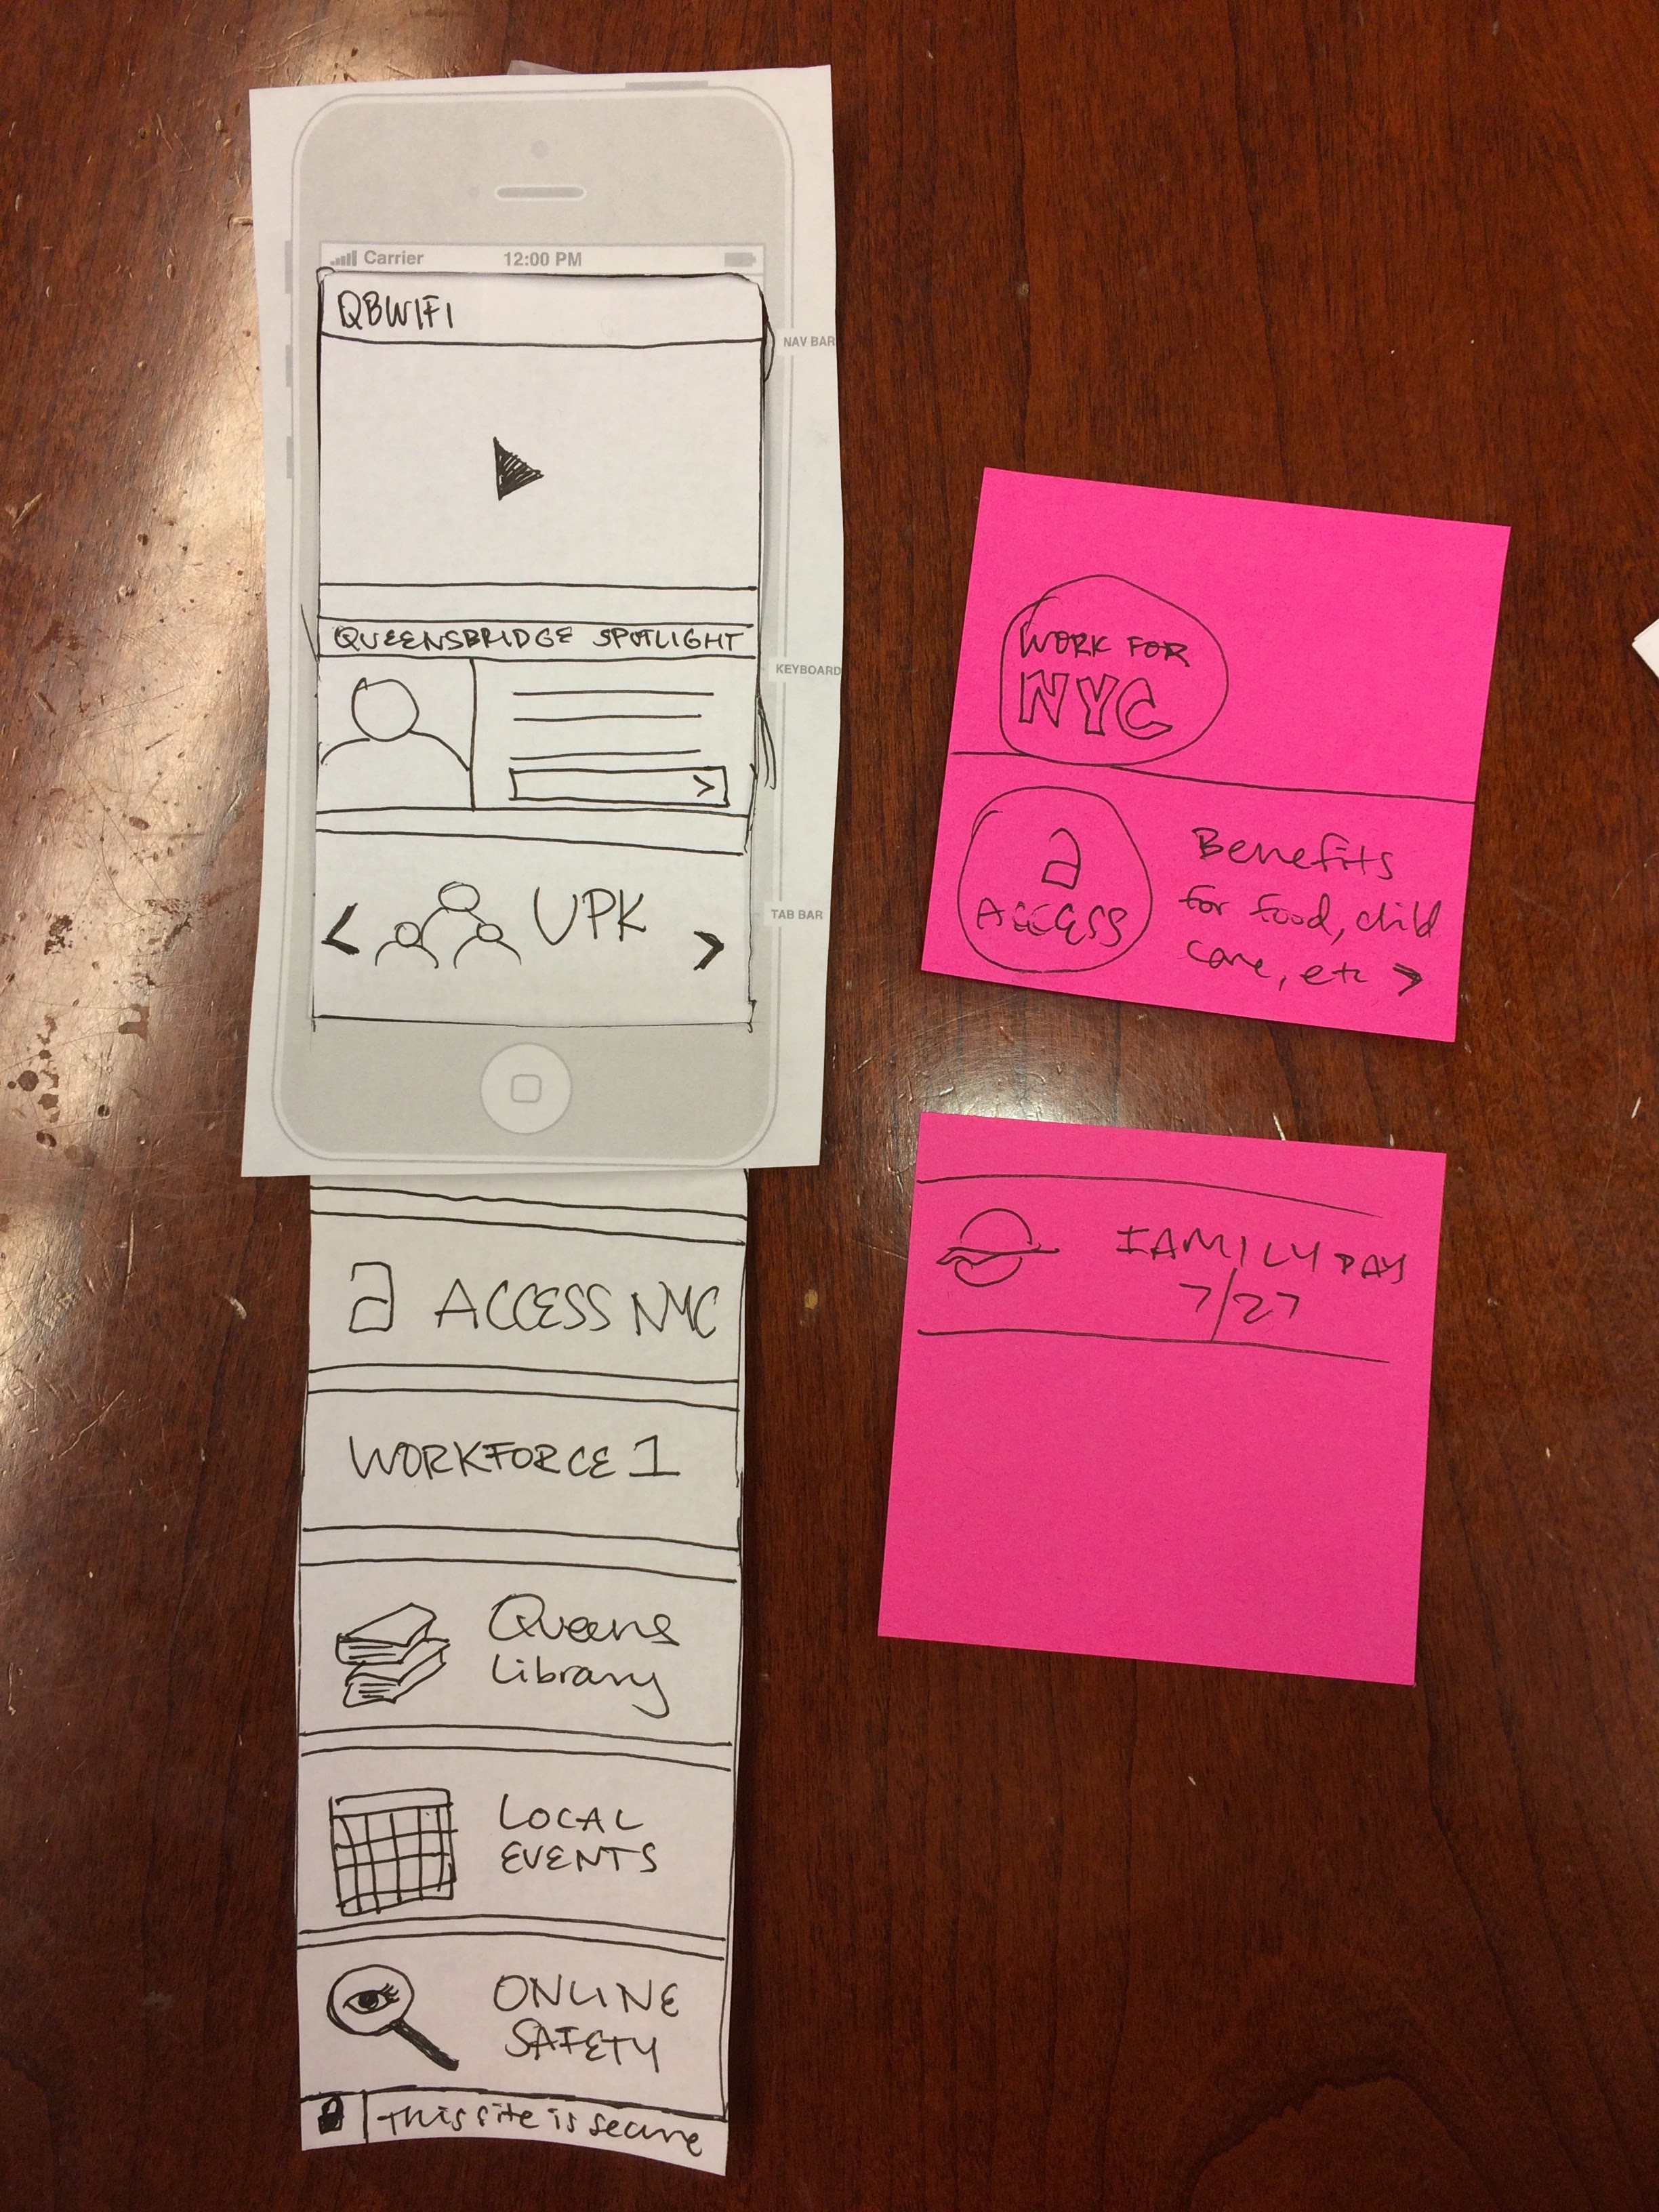 Carrier 12:00 PM
QBWIFI
NAV BAR
QUEENSBRIDGE SPOTLIGHT
KEYBOARD
>
< UPK >
TAB BAR
a ACCESS NYC
WORKFORCE 1
Queens
Library
LOCAL
EVENTS
ONLINE
SAFETY
This site is secure
WORK FOR
NYC
a
ACCESS
Benefits
for food, child
care, etc >
FAMILY DAY
7/27